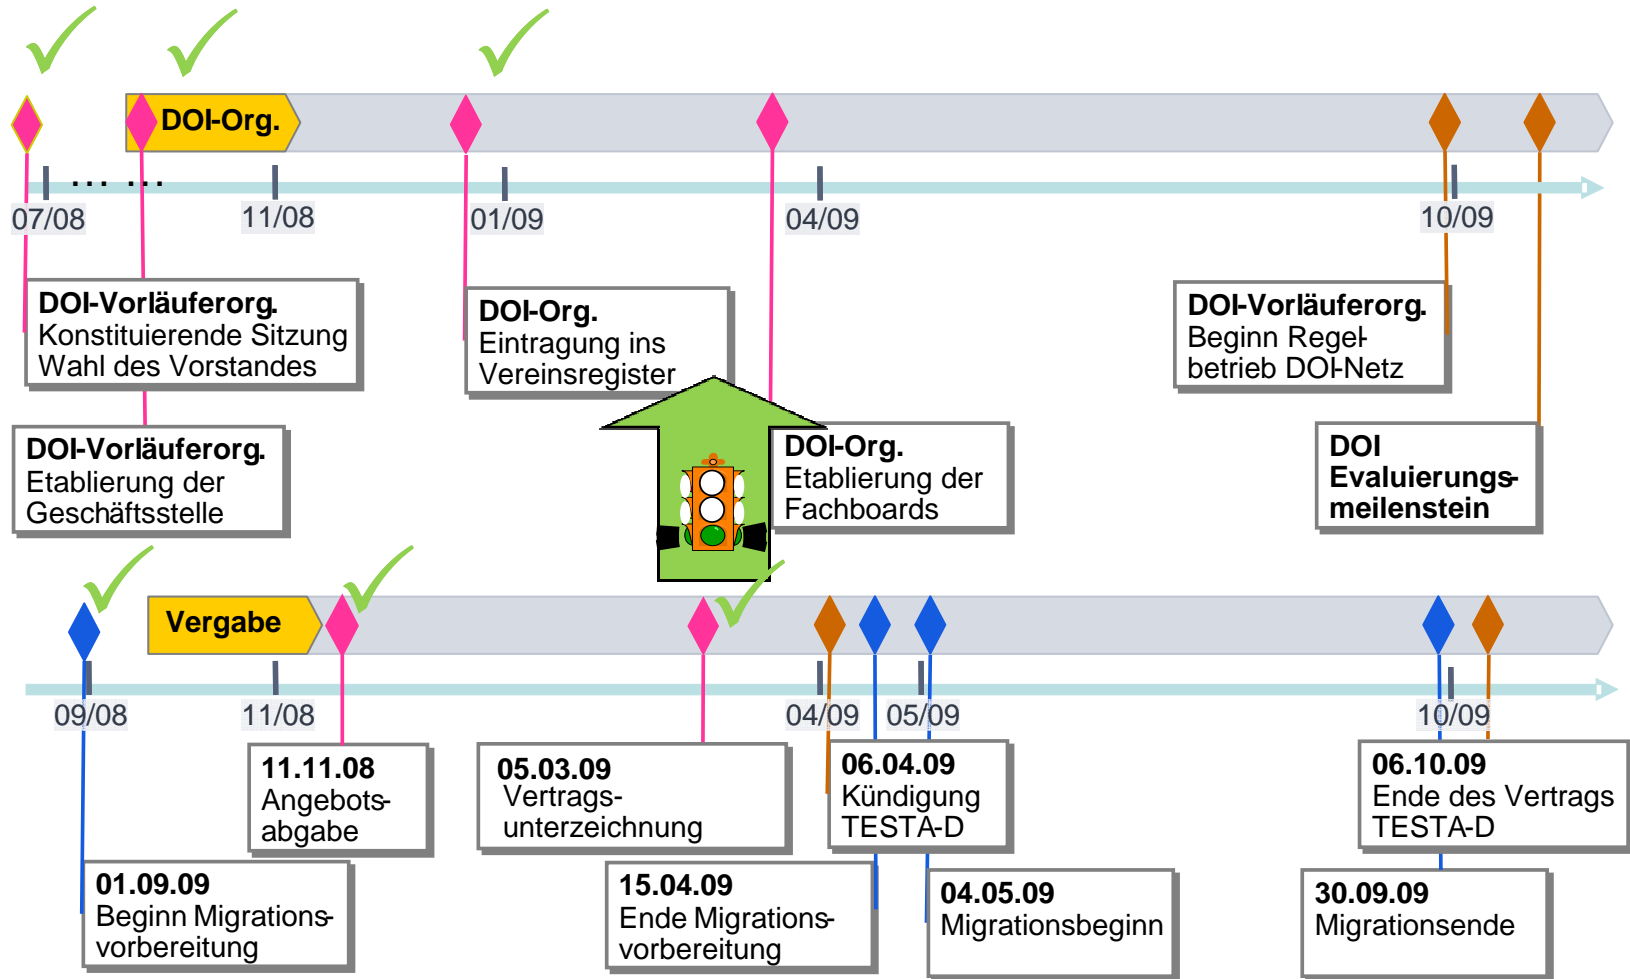 DOI-Org.
... ...
07/08
11/08
01/09
04/09
10/09
DOI-Vorläuferorg.
Konstituierende Sitzung
Wahl des Vorstandes
DOI-Org.
Eintragung ins
Vereinsregister
DOI-Vorläuferorg.
Beginn Regel-
betrieb DOI-Netz
DOI-Vorläuferorg.
Etablierung der
Geschäftsstelle
DOI-Org.
Etablierung der
Fachboards
DOI
Evaluierungs-
meilenstein
Vergabe
09/08
11/08
04/09
05/09
10/09
11.11.08
Angebots-
abgabe
05.03.09
Vertrags-
unterzeichnung
06.04.09
Kündigung
TESTA-D
06.10.09
Ende des Vertrags
TESTA-D
01.09.09
Beginn Migrations-
vorbereitung
15.04.09
Ende Migrations-
vorbereitung
04.05.09
Migrationsbeginn
30.09.09
Migrationsende